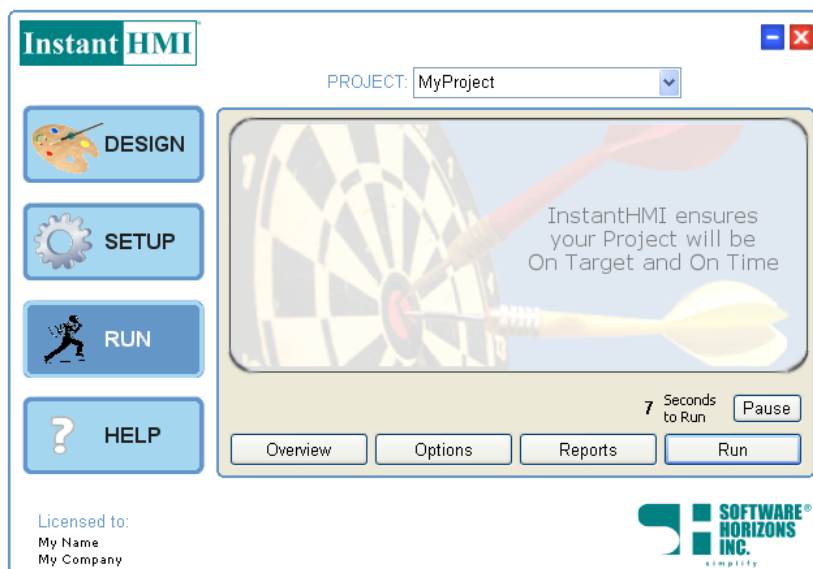 Instant HMI
PROJECT: MyProject
DESIGN
SETUP
RUN
HELP
InstantHMI ensures
your Project will be
On Target and On Time
7 Seconds
to Run
Pause
Overview
Options
Reports
Run
Licensed to:
My Name
My Company
SOFTWARE®
HORIZONS
INC.
simplify